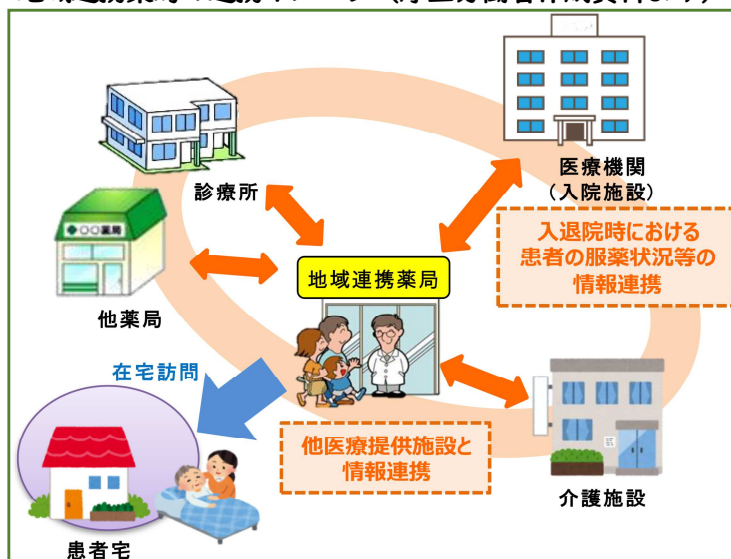 診療所
医療機関
（入院施設）
○○薬局
他薬局
地域連携薬局
入退院時における
患者の服薬状況等の
情報連携
在宅訪問
他医療提供施設と
情報連携
介護施設
患者宅